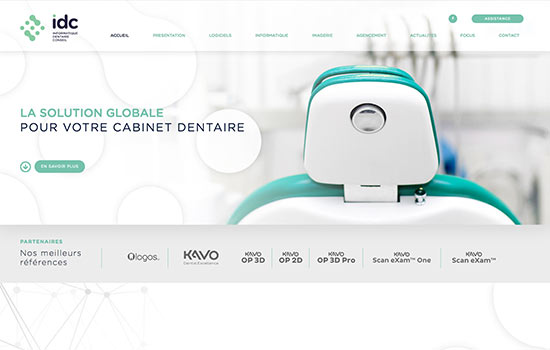 idc
INFORMATIQUE
DENTAIRE
CONSEIL
f
ASSISTANCE
ACCUEIL PRESENTATION LOGICIELS INFORMATIQUE IMAGERIE AGENCEMENT ACTUALITÉS FOCUS CONTACT
LA SOLUTION GLOBALE
POUR VOTRE CABINET DENTAIRE
EN SAVOIR PLUS
PARTENAIRES
Nos meilleurs
références
logos
KAVO
Dental Excellence
KAVO
OP 3D
KAVO
OP 2D
KAVO
OP 3D Pro
KAVO
Scan eXam™ One
KAVO
Scan eXam™